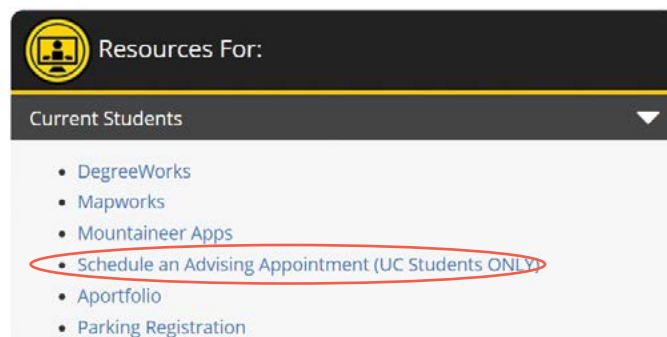 Resources For:
Current Students
DegreeWorks
Mapworks
Mountaineer Apps
Schedule an Advising Appointment (UC Students ONLY)
Aportfolio
Parking Registration